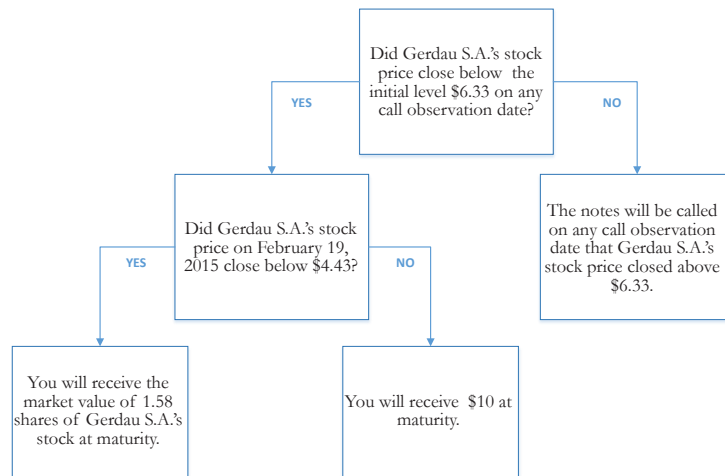 Did Gerdau S.A.'s stock
price close below the
initial level $6.33 on any
call observation date?
YES
NO
Did Gerdau S.A.'s stock
price on February 19,
2015 close below $4.43?
The notes will be called
on any call observation
date that Gerdau S.A.'s
stock price closed above
$6.33.
YES
NO
You will receive the
market value of 1.58
shares of Gerdau S.A.'s
stock at maturity.
You will receive $10 at
maturity.